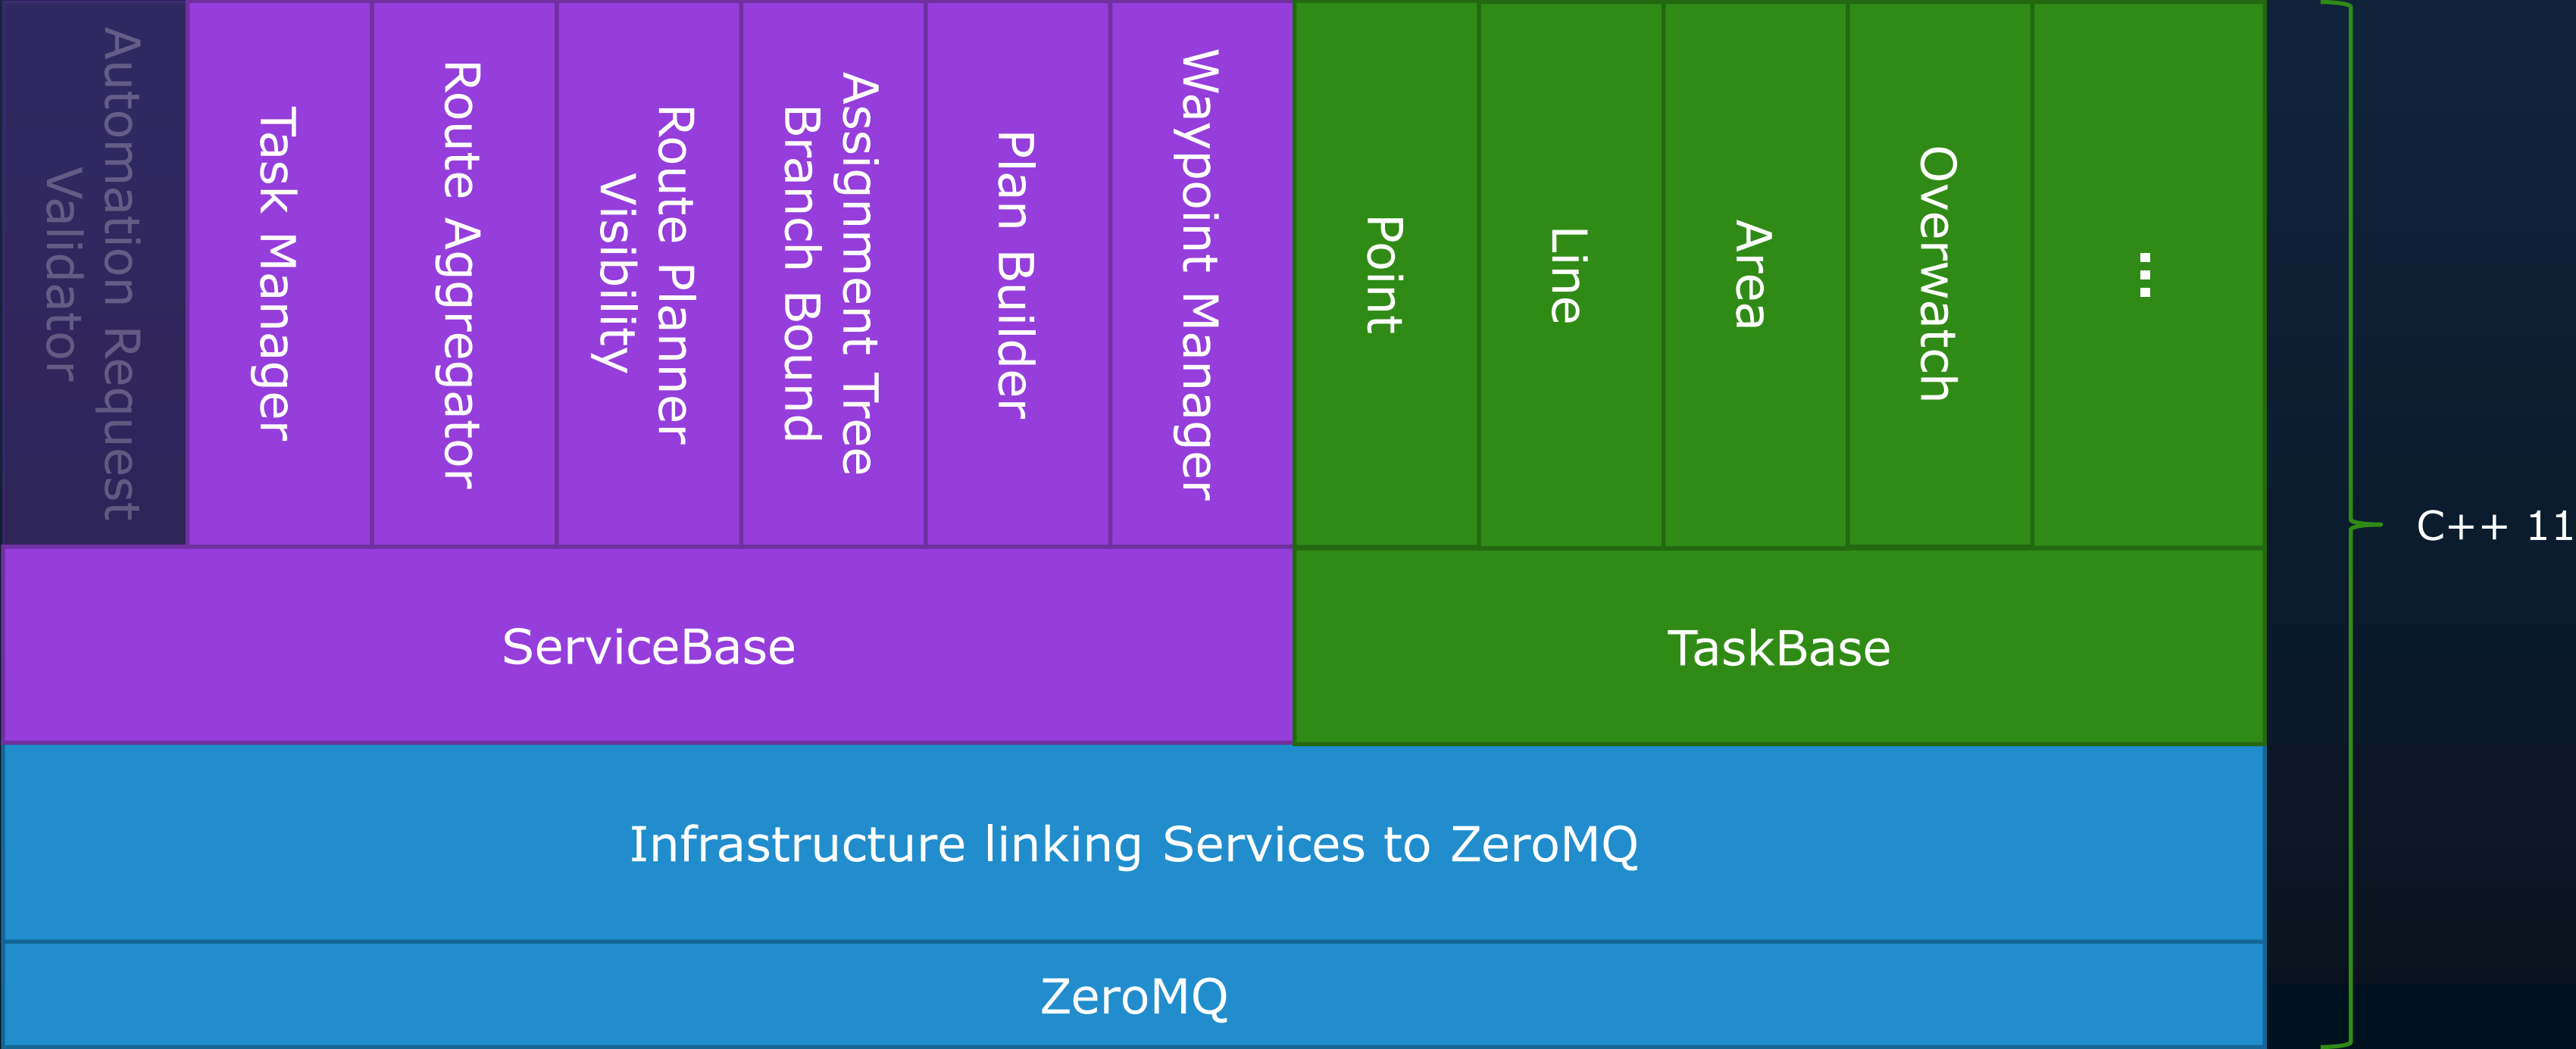 Automation Request
Validator
Task Manager
Route Aggregator
Route Planner
Visibility
Assignment Tree
Branch Bound
Plan Builder
Waypoint Manager
Point
Line
Area
Overwatch
...
C++ 11
ServiceBase
TaskBase
Infrastructure linking Services to ZeroMQ
ZeroMQ